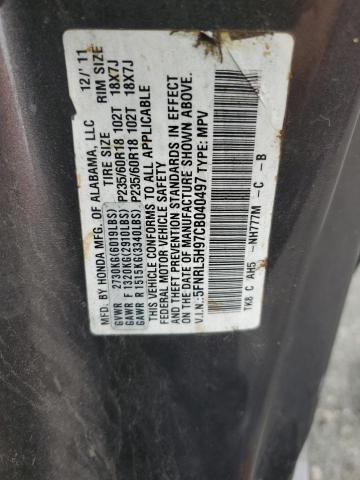 MFD. BY HONDA MFG. OF ALABAMA, LLC 12/'11
TIRE SIZE RIM SIZE
GVWR 2730KG(6019LBS)
GAWR F 1320KG(2910LBS) P235/60R18 102T 18X7J
GAWR R 1515KG(3340LBS) P235/60R18 102T 18X7J
THIS VEHICLE CONFORMS TO ALL APPLICABLE
FEDERAL MOTOR VEHICLE SAFETY, BUMPER, AND
THEFT PREVENTION STANDARDS IN EFFECT
ON THE DATE OF MANUFACTURE SHOWN ABOVE.
V.I.N.: 5FNRL5H97CB040497 TYPE: MPV
TK8 C AH5 -NH777M -C -B